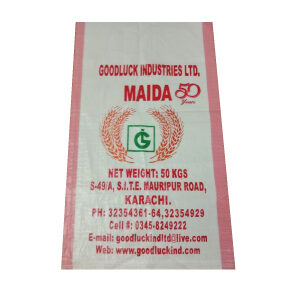 GOODLUCK INDUSTRIES LTD.
MAIDA 50 Years
G
NET WEIGHT: 50 KGS
S-49/A, S.I.T.E. MAURIPUR ROAD,
KARACHI.
PH: 32354361-64,32354929
Cell #: 0345-8249222
E-mail: goodluckindltd@live.com
Web: www.goodluckind.com